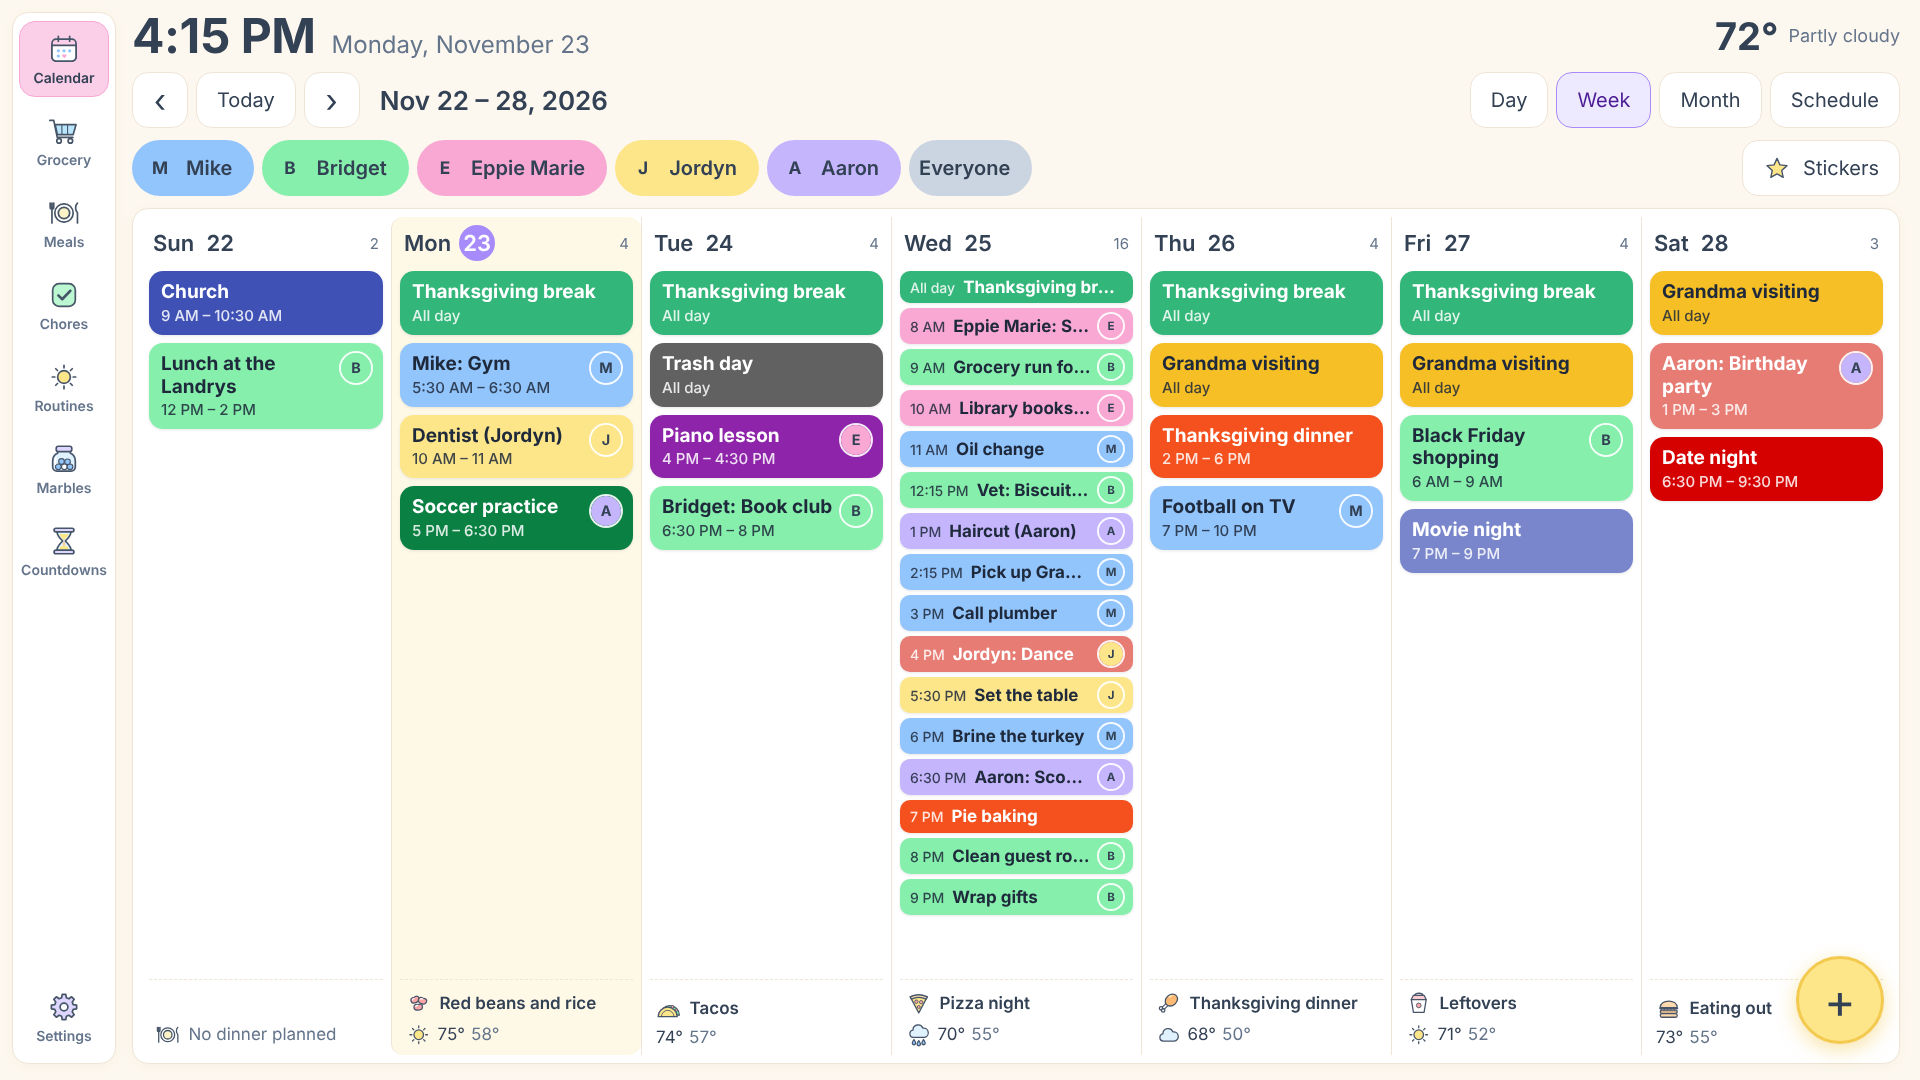 4:15 PM Monday, November 23
72° Partly cloudy
Calendar
Grocery
Meals
Chores
Routines
Marbles
Countdowns
Settings
‹ Today › Nov 22 – 28, 2026
Day Week Month Schedule
M Mike B Bridget E Eppie Marie J Jordyn A Aaron Everyone
Stickers
Sun 22 2
Church
9 AM – 10:30 AM
Lunch at the
Landrys
12 PM – 2 PM
B
No dinner planned
Mon 23 4
Thanksgiving break
All day
Mike: Gym
5:30 AM – 6:30 AM
M
Dentist (Jordyn)
10 AM – 11 AM
J
Soccer practice
5 PM – 6:30 PM
A
Red beans and rice
75° 58°
Tue 24 4
Thanksgiving break
All day
Trash day
All day
Piano lesson
4 PM – 4:30 PM
E
Bridget: Book club
6:30 PM – 8 PM
B
Tacos
74° 57°
Wed 25 16
All day Thanksgiving br...
8 AM Eppie Marie: S... E
9 AM Grocery run fo... B
10 AM Library books... E
11 AM Oil change M
12:15 PM Vet: Biscuit... B
1 PM Haircut (Aaron) A
2:15 PM Pick up Gra... M
3 PM Call plumber M
4 PM Jordyn: Dance J
5:30 PM Set the table J
6 PM Brine the turkey M
6:30 PM Aaron: Sco... A
7 PM Pie baking
8 PM Clean guest ro... B
9 PM Wrap gifts B
Pizza night
70° 55°
Thu 26 4
Thanksgiving break
All day
Grandma visiting
All day
Thanksgiving dinner
2 PM – 6 PM
Football on TV
7 PM – 10 PM
M
Thanksgiving dinner
68° 50°
Fri 27 4
Thanksgiving break
All day
Grandma visiting
All day
Black Friday
shopping
6 AM – 9 AM
B
Movie night
7 PM – 9 PM
Leftovers
71° 52°
Sat 28 3
Grandma visiting
All day
Aaron: Birthday
party
1 PM – 3 PM
A
Date night
6:30 PM – 9:30 PM
Eating out
73° 55°
+